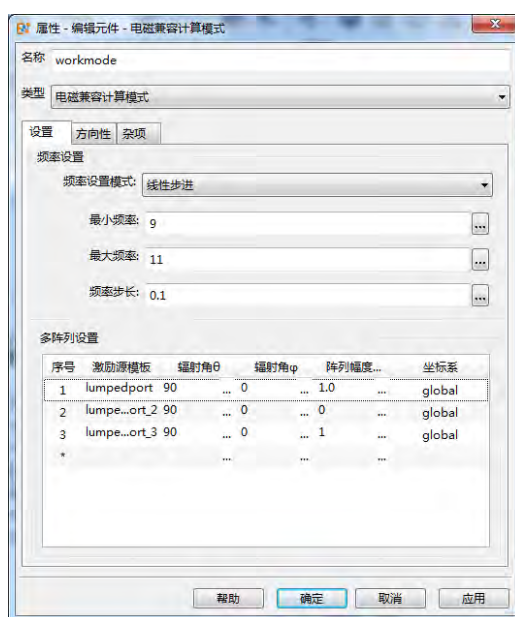 属性 - 编辑元件 - 电磁兼容计算模式
名称 workmode
类型 电磁兼容计算模式
设置 方向性 杂项
频率设置
频率设置模式: 线性步进
最小频率: 9 ...
最大频率: 11 ...
频率步长: 0.1 ...
多阵列设置
序号 激励源模板 辐射角θ 辐射角φ 阵列幅度... 坐标系
1 lumpedport 90 ... 0 ... 1.0 ... global
2 lumpe...ort_2 90 ... 0 ... 0 ... global
3 lumpe...ort_3 90 ... 0 ... 1 ... global
* ... ... ...
帮助 确定 取消 应用